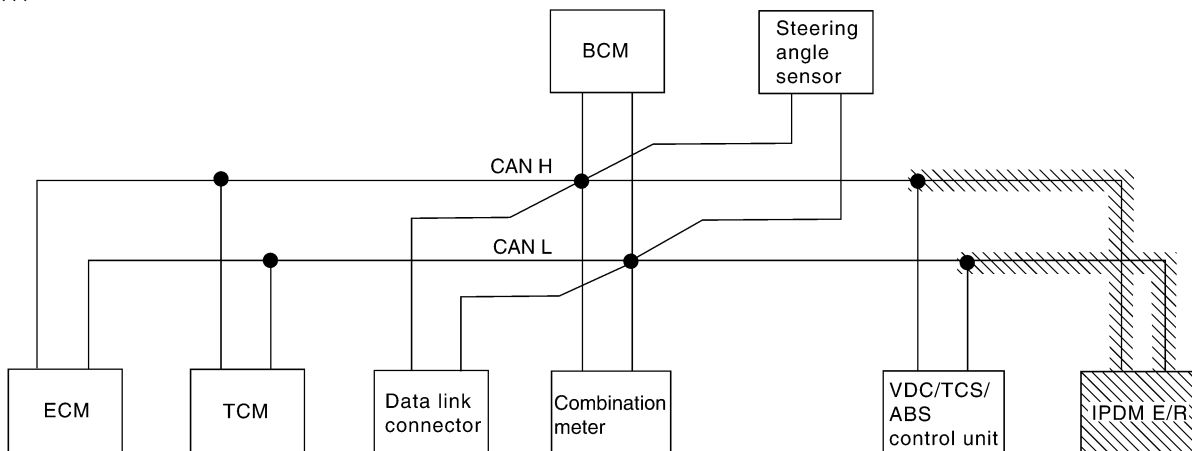 BCM
Steering
angle
sensor
CAN H
CAN L
ECM
TCM
Data link
connector
Combination
meter
VDC/TCS/
ABS
control unit
IPDM E/R